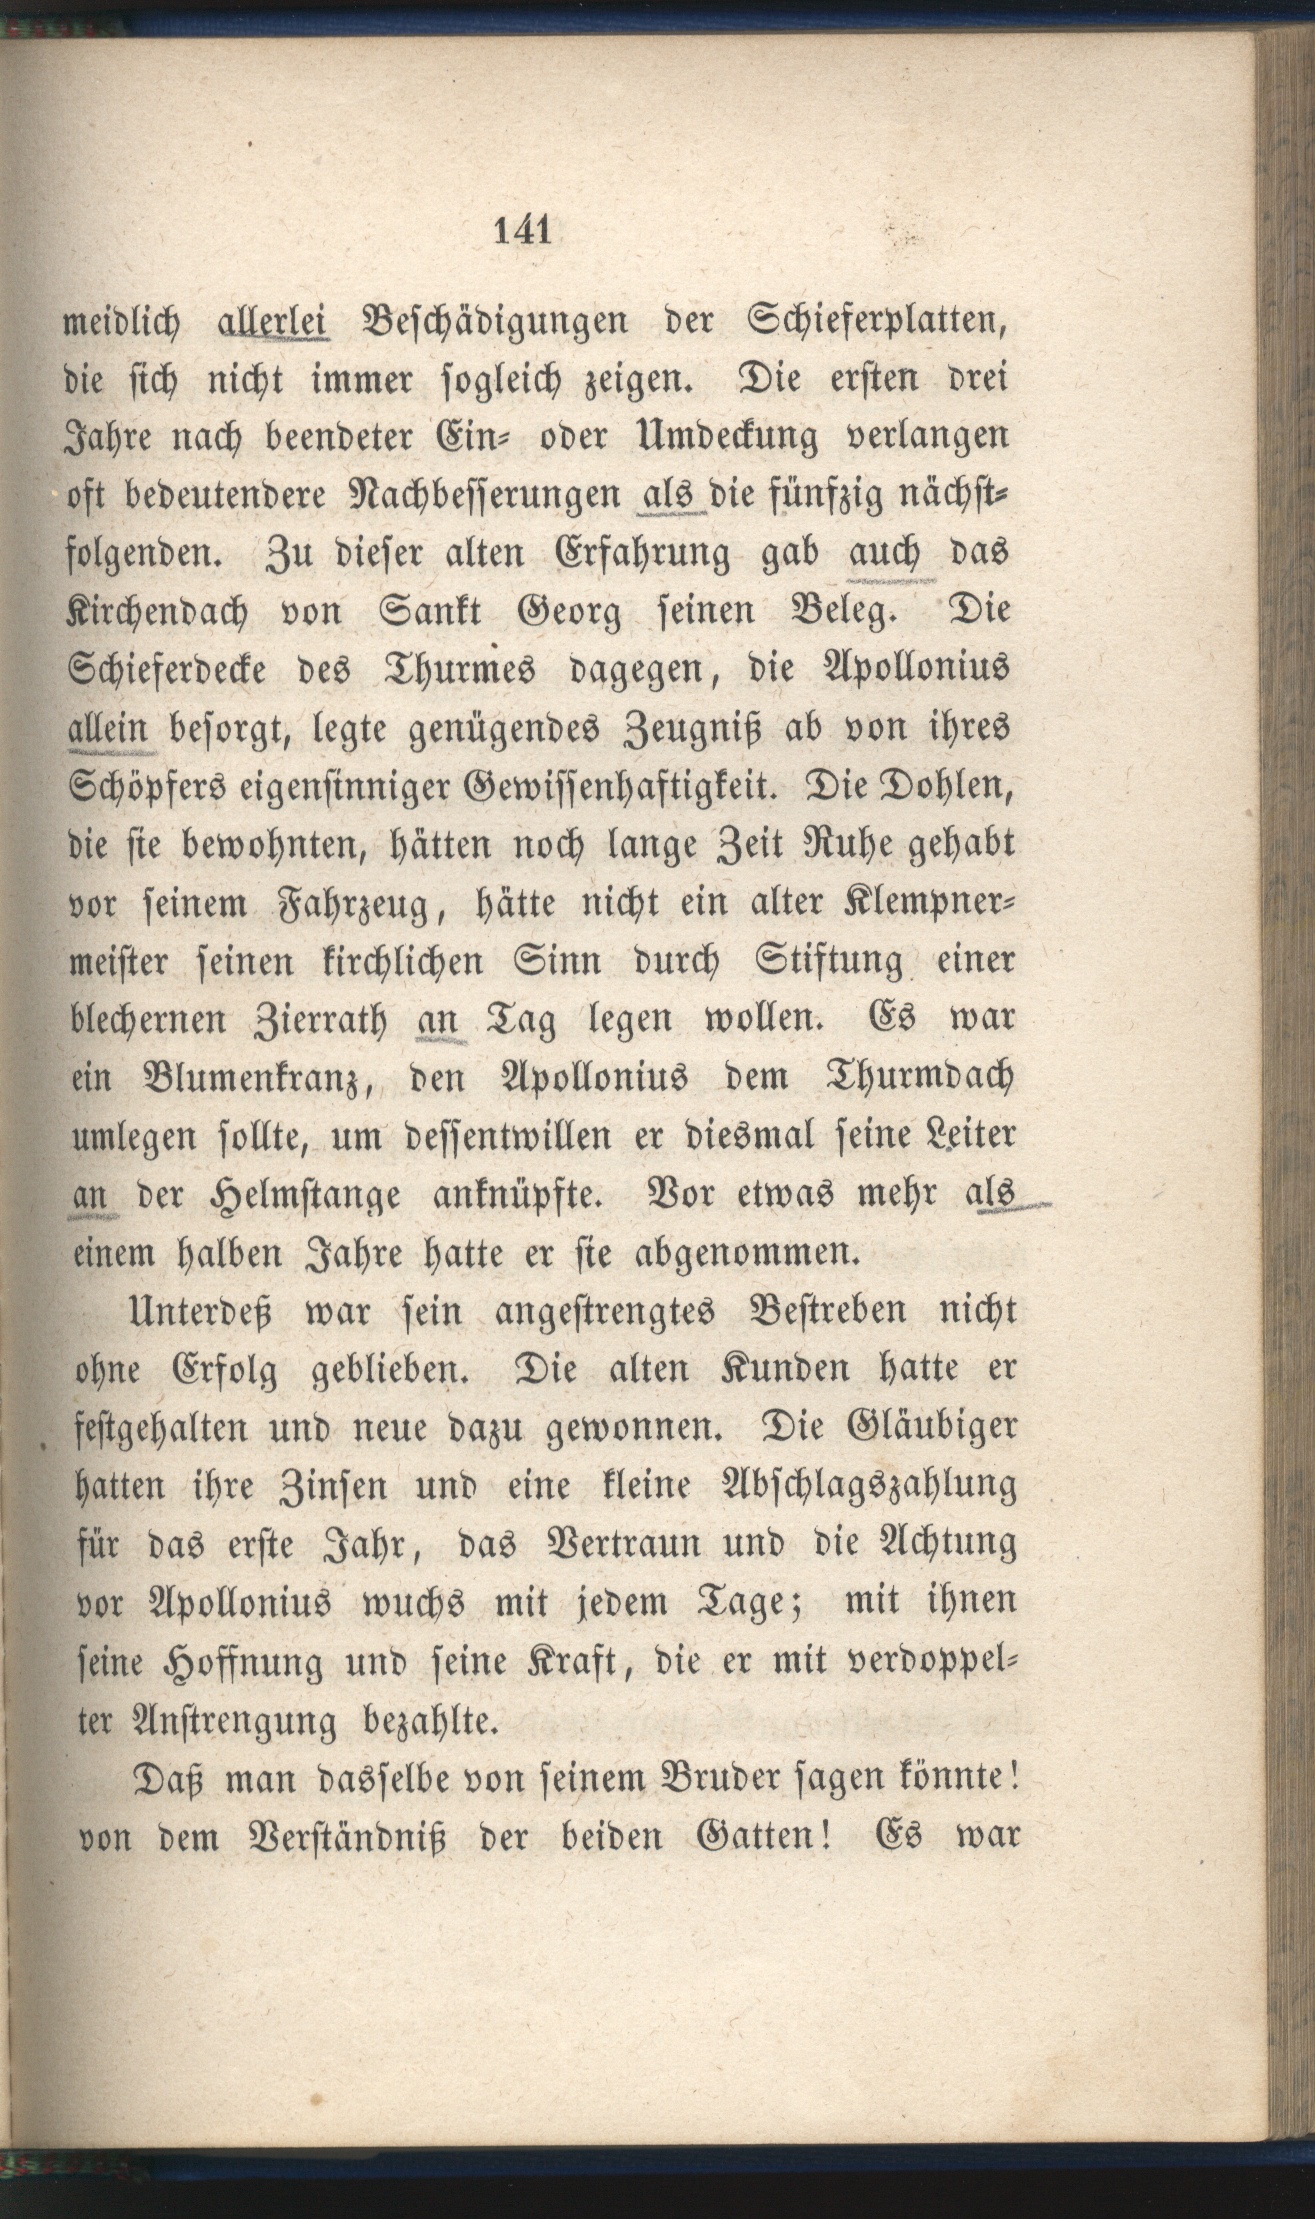 141
meidlich allerlei Beschädigungen der Schieferplatten,
die sich nicht immer sogleich zeigen. Die ersten drei
Jahre nach beendeter Ein- oder Umdeckung verlangen
oft bedeutendere Nachbesserungen als die fünfzig nächst-
folgenden. Zu dieser alten Erfahrung gab auch das
Kirchendach von Sankt Georg seinen Beleg. Die
Schieferdecke des Thurmes dagegen, die Apollonius
allein besorgt, legte genügendes Zeugniß ab von ihres
Schöpfers eigensinniger Gewissenhaftigkeit. Die Dohlen,
die sie bewohnten, hätten noch lange Zeit Ruhe gehabt
vor seinem Fahrzeug, hätte nicht ein alter Klempner-
meister seinen kirchlichen Sinn durch Stiftung einer
blechernen Zierrath an Tag legen wollen. Es war
ein Blumenkranz, den Apollonius dem Thurmdach
umlegen sollte, um dessentwillen er diesmal seine Leiter
an der Helmstange anknüpfte. Vor etwas mehr als
einem halben Jahre hatte er sie abgenommen.
Unterdeß war sein angestrengtes Bestreben nicht
ohne Erfolg geblieben. Die alten Kunden hatte er
festgehalten und neue dazu gewonnen. Die Gläubiger
hatten ihre Zinsen und eine kleine Abschlagszahlung
für das erste Jahr, das Vertraun und die Achtung
vor Apollonius wuchs mit jedem Tage; mit ihnen
seine Hoffnung und seine Kraft, die er mit verdoppel-
ter Anstrengung bezahlte.
Daß man dasselbe von seinem Bruder sagen könnte!
von dem Verständniß der beiden Gatten! Es war